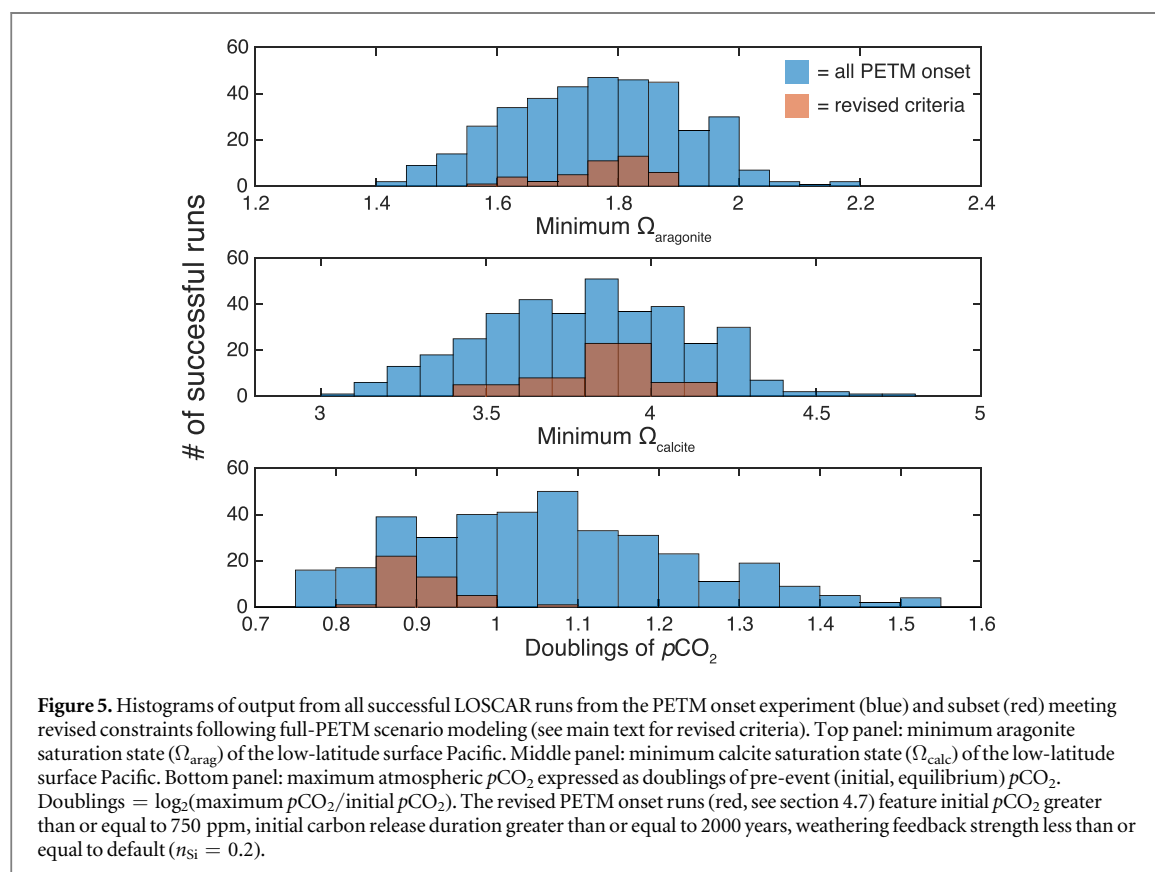 60
40
20
0
= all PETM onset
= revised criteria
1.2 1.4 1.6 1.8 2 2.2 2.4
Minimum Ωaragonite
60
40
20
0
3 3.5 4 4.5 5
Minimum Ωcalcite
# of successful runs
60
40
20
0
0.7 0.8 0.9 1 1.1 1.2 1.3 1.4 1.5 1.6
Doublings of pCO2
Figure 5. Histograms of output from all successful LOSCAR runs from the PETM onset experiment (blue) and subset (red) meeting
revised constraints following full-PETM scenario modeling (see main text for revised criteria). Top panel: minimum aragonite
saturation state (Ωarag) of the low-latitude surface Pacific. Middle panel: minimum calcite saturation state (Ωcalc) of the low-latitude
surface Pacific. Bottom panel: maximum atmospheric pCO2 expressed as doublings of pre-event (initial, equilibrium) pCO2.
Doublings = log2(maximum pCO2/initial pCO2). The revised PETM onset runs (red, see section 4.7) feature initial pCO2 greater
than or equal to 750 ppm, initial carbon release duration greater than or equal to 2000 years, weathering feedback strength less than or
equal to default (nSi = 0.2).